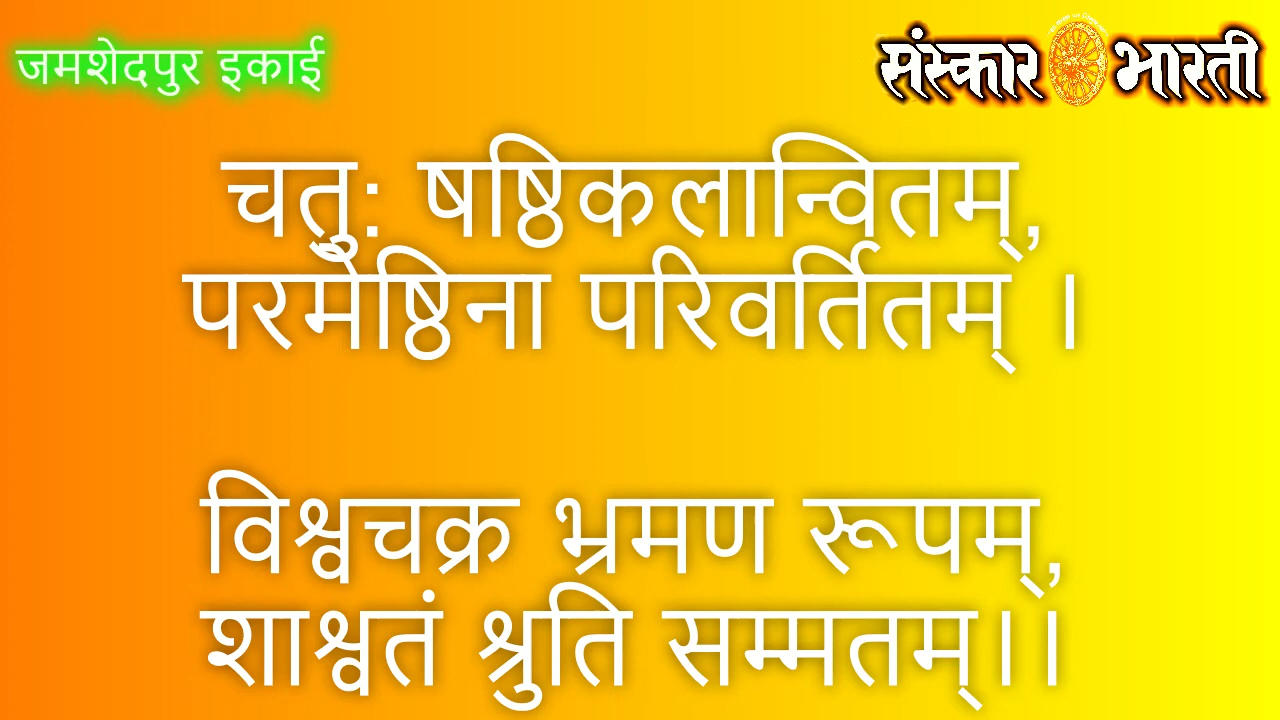 जमशेदपुर इकाई
संस्कार भारती
चतु: षष्ठिकलान्वितम्,
परमेष्ठिना परिवर्तितम् ।
विश्वचक्र भ्रमण रूपम्,
शाश्वतं श्रुति सम्मतम्।।